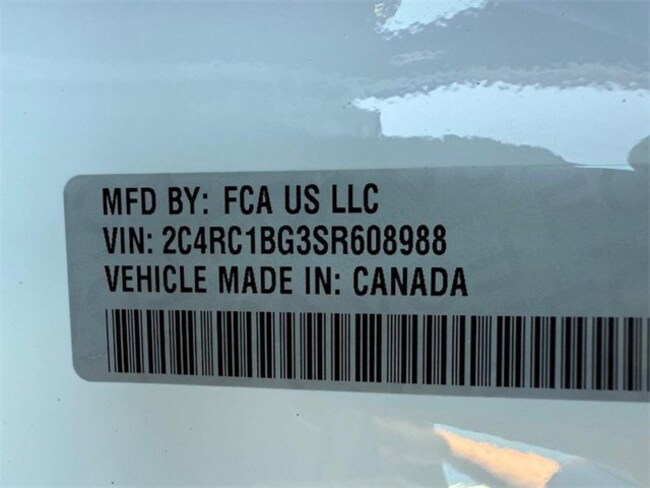 MFD BY: FCA US LLC
VIN: 2C4RC1BG3SR608988
VEHICLE MADE IN: CANADA